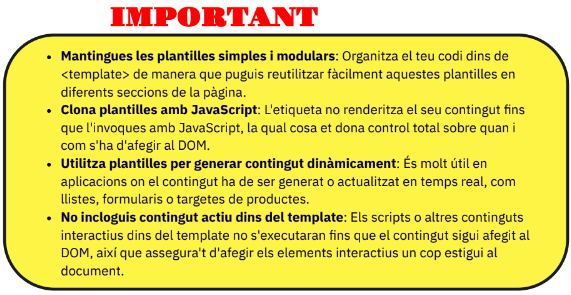 IMPORTANT
• Mantingues les plantilles simples i modulars: Organitza el teu codi dins de
<template> de manera que puguis reutilitzar fàcilment aquestes plantilles en
diferents seccions de la pàgina.
• Clona plantilles amb JavaScript: L'etiqueta no renderitza el seu contingut fins
que l'invoques amb JavaScript, la qual cosa et dona control total sobre quan i
com s'ha d'afegir al DOM.
• Utilitza plantilles per generar contingut dinàmicament: És molt útil en
aplicacions on el contingut ha de ser generat o actualitzat en temps real, com
llistes, formularis o targetes de productes.
• No incloguis contingut actiu dins del template: Els scripts o altres continguts
interactius dins del template no s'executaran fins que el contingut sigui afegit al
DOM, així que assegura't d'afegir els elements interactius un cop estigui al
document.